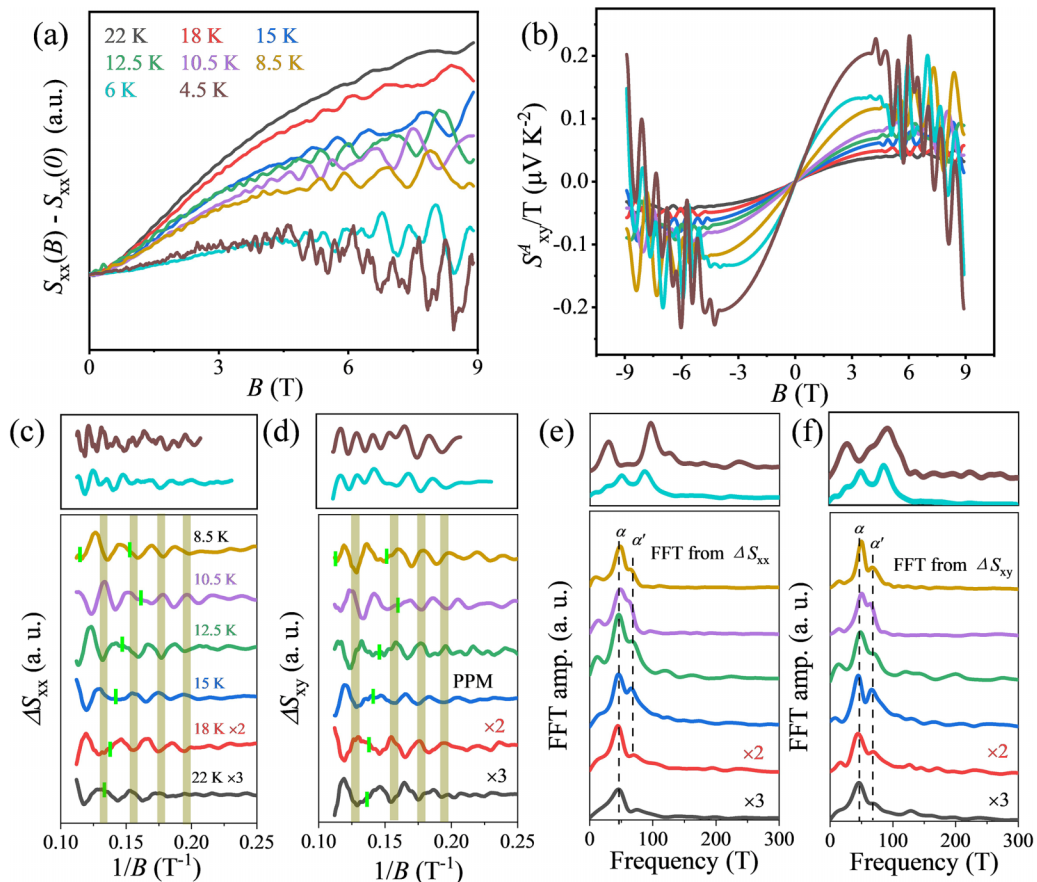 (a)
22 K 18 K 15 K
12.5 K 10.5 K 8.5 K
6 K 4.5 K
S_xx(B) - S_xx(0) (a.u.)
0 3 6 9
B (T)
(b)
S^A_xy/T (μV K^-2)
0.2
0.1
0.0
-0.1
-0.2
-9 -6 -3 0 3 6 9
B (T)
(c)
ΔS_xx (a. u.)
8.5 K
10.5 K
12.5 K
15 K
18 K ×2
22 K ×3
0.10 0.15 0.20 0.25
1/B (T^-1)
(d)
ΔS_xy (a. u.)
PPM
×2
×3
0.10 0.15 0.20 0.25
1/B (T^-1)
(e)
FFT amp. (a. u.)
α α′
FFT from ΔS_xx
×2
×3
0 100 200 300
Frequency (T)
(f)
FFT amp. (a. u.)
α α′
FFT from ΔS_xy
×2
×3
0 100 200 300
Frequency (T)